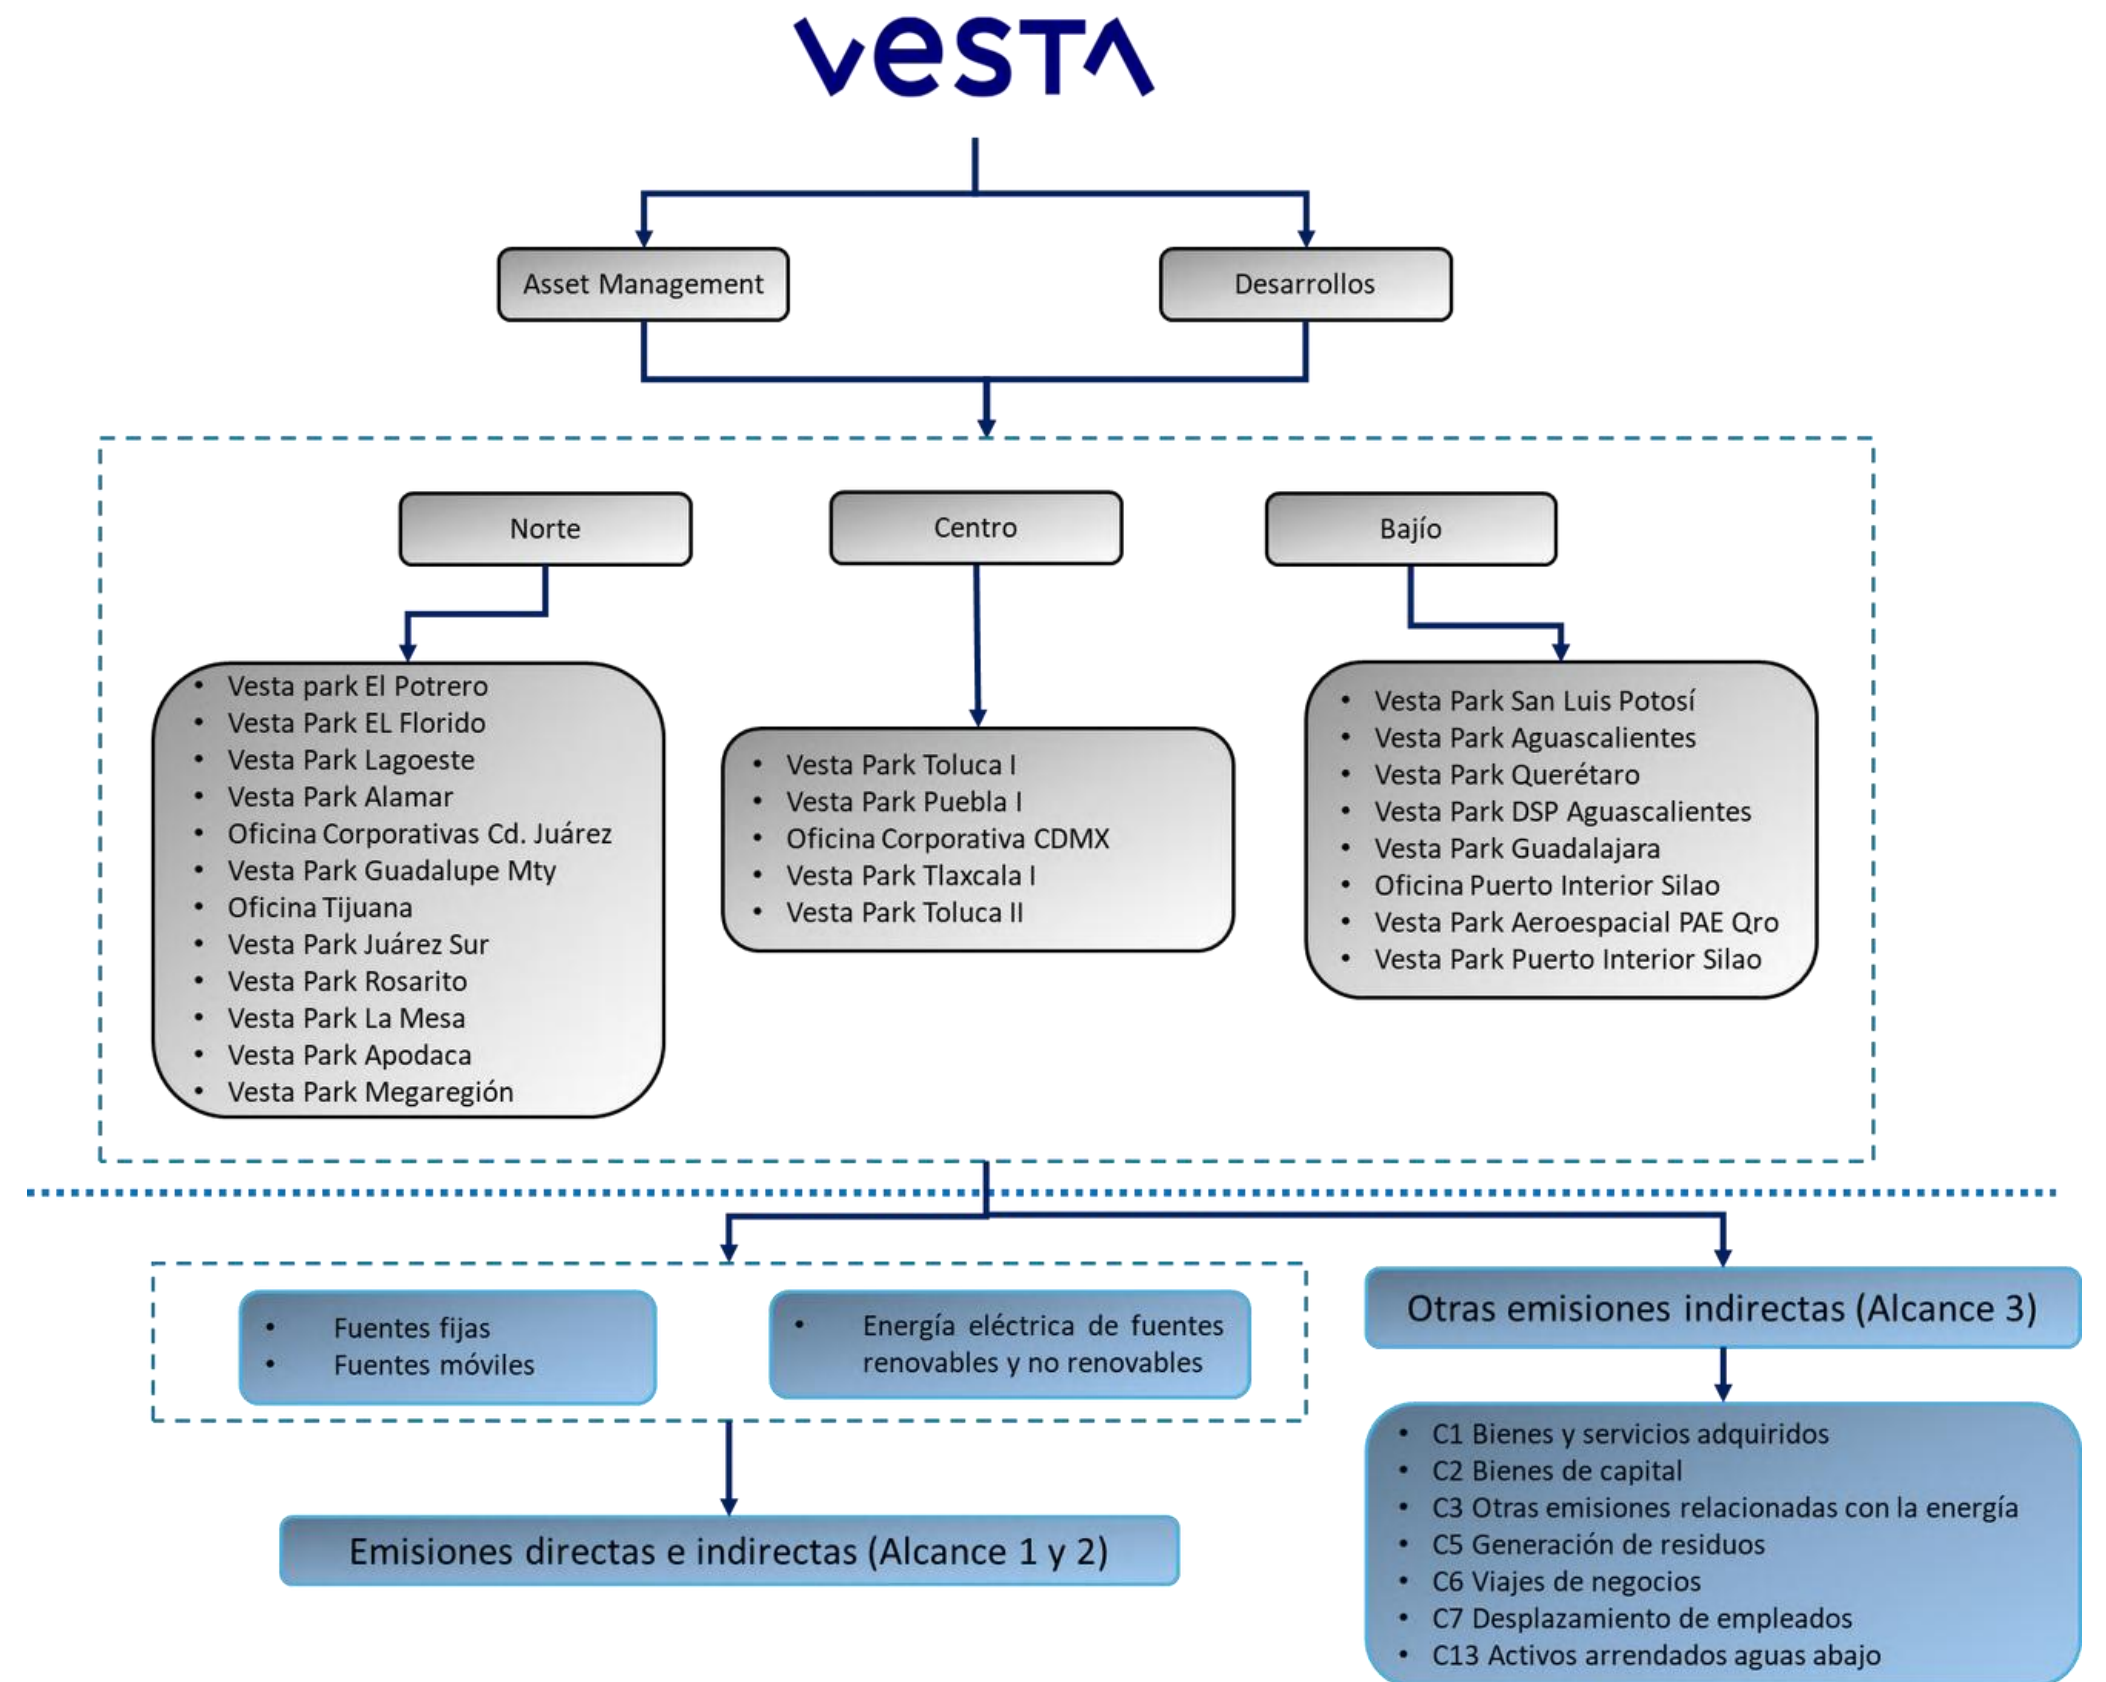 vesta
Asset Management
Desarrollos
Norte
Centro
Bajío
• Vesta park El Potrero
• Vesta Park EL Florido
• Vesta Park Lagoeste
• Vesta Park Alamar
• Oficina Corporativas Cd. Juárez
• Vesta Park Guadalupe Mty
• Oficina Tijuana
• Vesta Park Juárez Sur
• Vesta Park Rosarito
• Vesta Park La Mesa
• Vesta Park Apodaca
• Vesta Park Megaregión
• Vesta Park Toluca I
• Vesta Park Puebla I
• Oficina Corporativa CDMX
• Vesta Park Tlaxcala I
• Vesta Park Toluca II
• Vesta Park San Luis Potosí
• Vesta Park Aguascalientes
• Vesta Park Querétaro
• Vesta Park DSP Aguascalientes
• Vesta Park Guadalajara
• Oficina Puerto Interior Silao
• Vesta Park Aeroespacial PAE Qro
• Vesta Park Puerto Interior Silao
• Fuentes fijas
• Fuentes móviles
• Energía eléctrica de fuentes
renovables y no renovables
Emisiones directas e indirectas (Alcance 1 y 2)
Otras emisiones indirectas (Alcance 3)
• C1 Bienes y servicios adquiridos
• C2 Bienes de capital
• C3 Otras emisiones relacionadas con la energía
• C5 Generación de residuos
• C6 Viajes de negocios
• C7 Desplazamiento de empleados
• C13 Activos arrendados aguas abajo